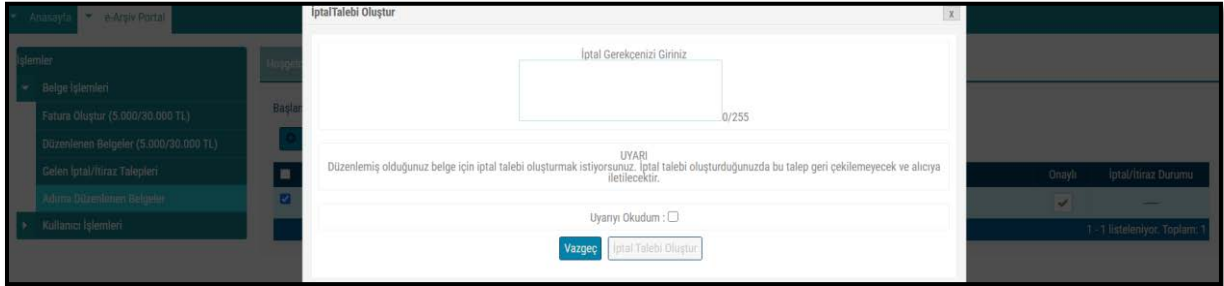 Anasayfa
e-Arşiv Portal
İptalTalebi Oluştur
x
İşlemler
Belge İşlemleri
Fatura Oluştur (5.000/30.000 TL)
Düzenlenen Belgeler (5.000/30.000 TL)
Gelen İptal/İtiraz Talepleri
Adıma Düzenlenen Belgeler
Kullanıcı İşlemleri
İptal Gerekçenizi Giriniz
0/255
UYARI
Düzenlemiş olduğunuz belge için iptal talebi oluşturmak istiyorsunuz. İptal talebi oluşturduğunuzda bu talep geri çekilemeyecek ve alıcıya
iletilecektir.
Uyarıyı Okudum :
Vazgeç
İptal Talebi Oluştur
Onaylı
İptal/İtiraz Durumu
1 - 1 listeleniyor. Toplam: 1